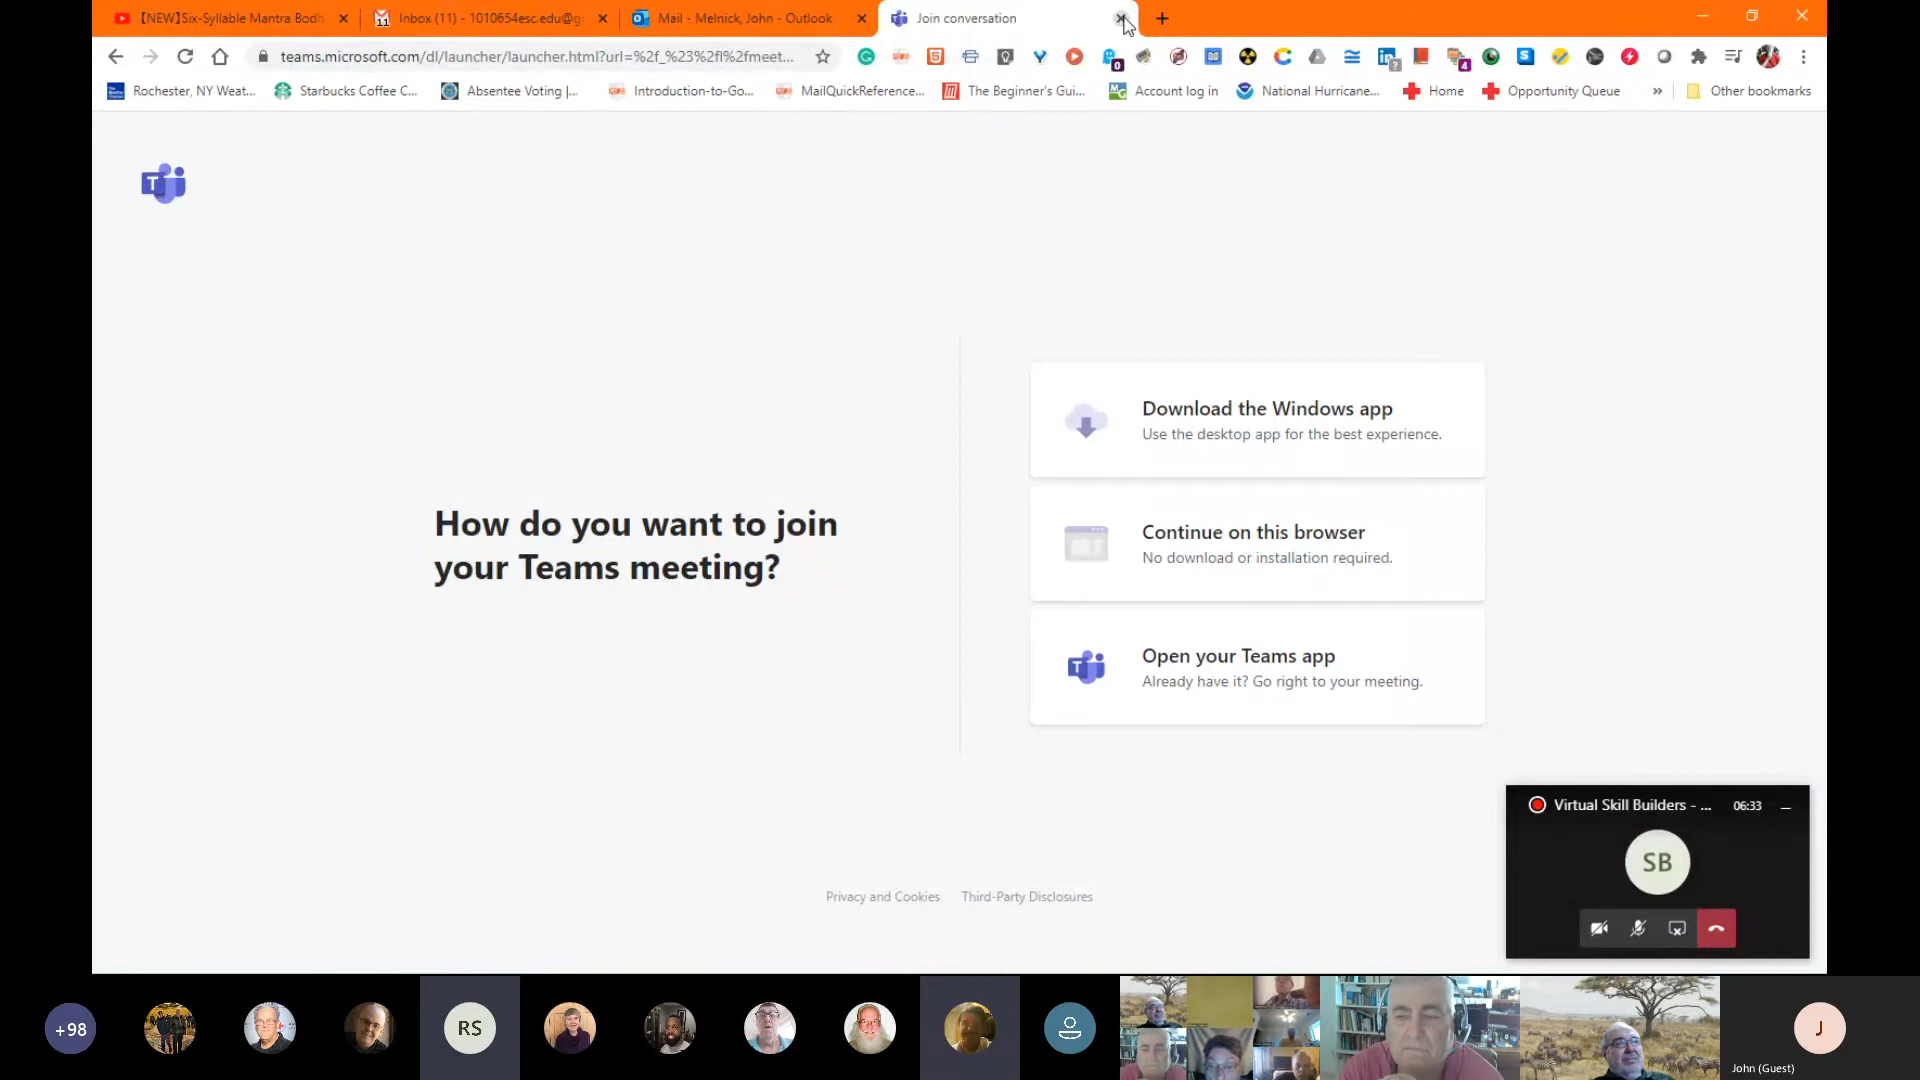 【NEW】Six-Syllable Mantra Bodh
Inbox (11) - 1010654esc.edu@g
Mail - Melnick, John - Outlook
Join conversation
teams.microsoft.com/dl/launcher/launcher.html?url=%2f_%23%2fl%2fmeet...
Rochester, NY Weat...
Starbucks Coffee C...
Absentee Voting |...
Introduction-to-Go...
MailQuickReference...
The Beginner's Gui...
Account log in
National Hurricane...
Home
Opportunity Queue
»
Other bookmarks
T
How do you want to join
your Teams meeting?
Download the Windows app
Use the desktop app for the best experience.
Continue on this browser
No download or installation required.
T
Open your Teams app
Already have it? Go right to your meeting.
Privacy and Cookies
Third-Party Disclosures
Virtual Skill Builders - ...
06:33
SB
+98
RS
J
John (Guest)